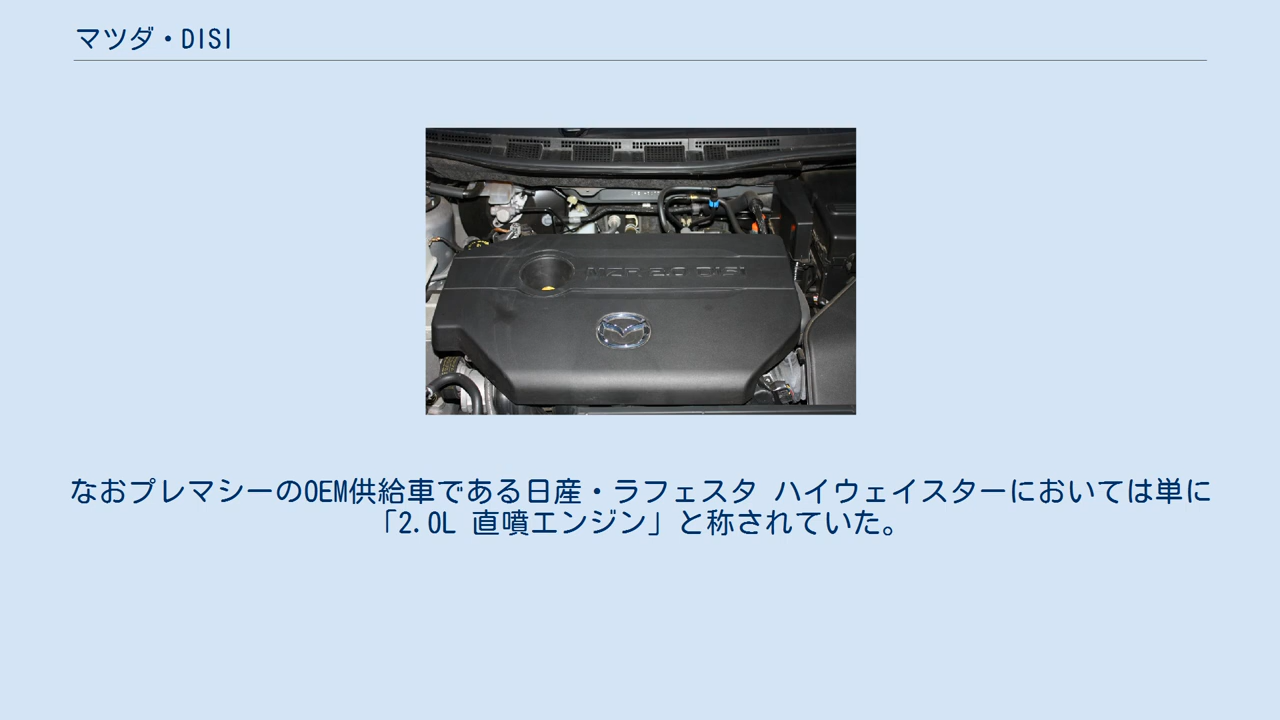 マツダ・DISI
MZR 2.0 DISI
なおプレマシーのOEM供給車である日産・ラフェスタ ハイウェイスターにおいては単に
「2.0L 直噴エンジン」と称されていた。